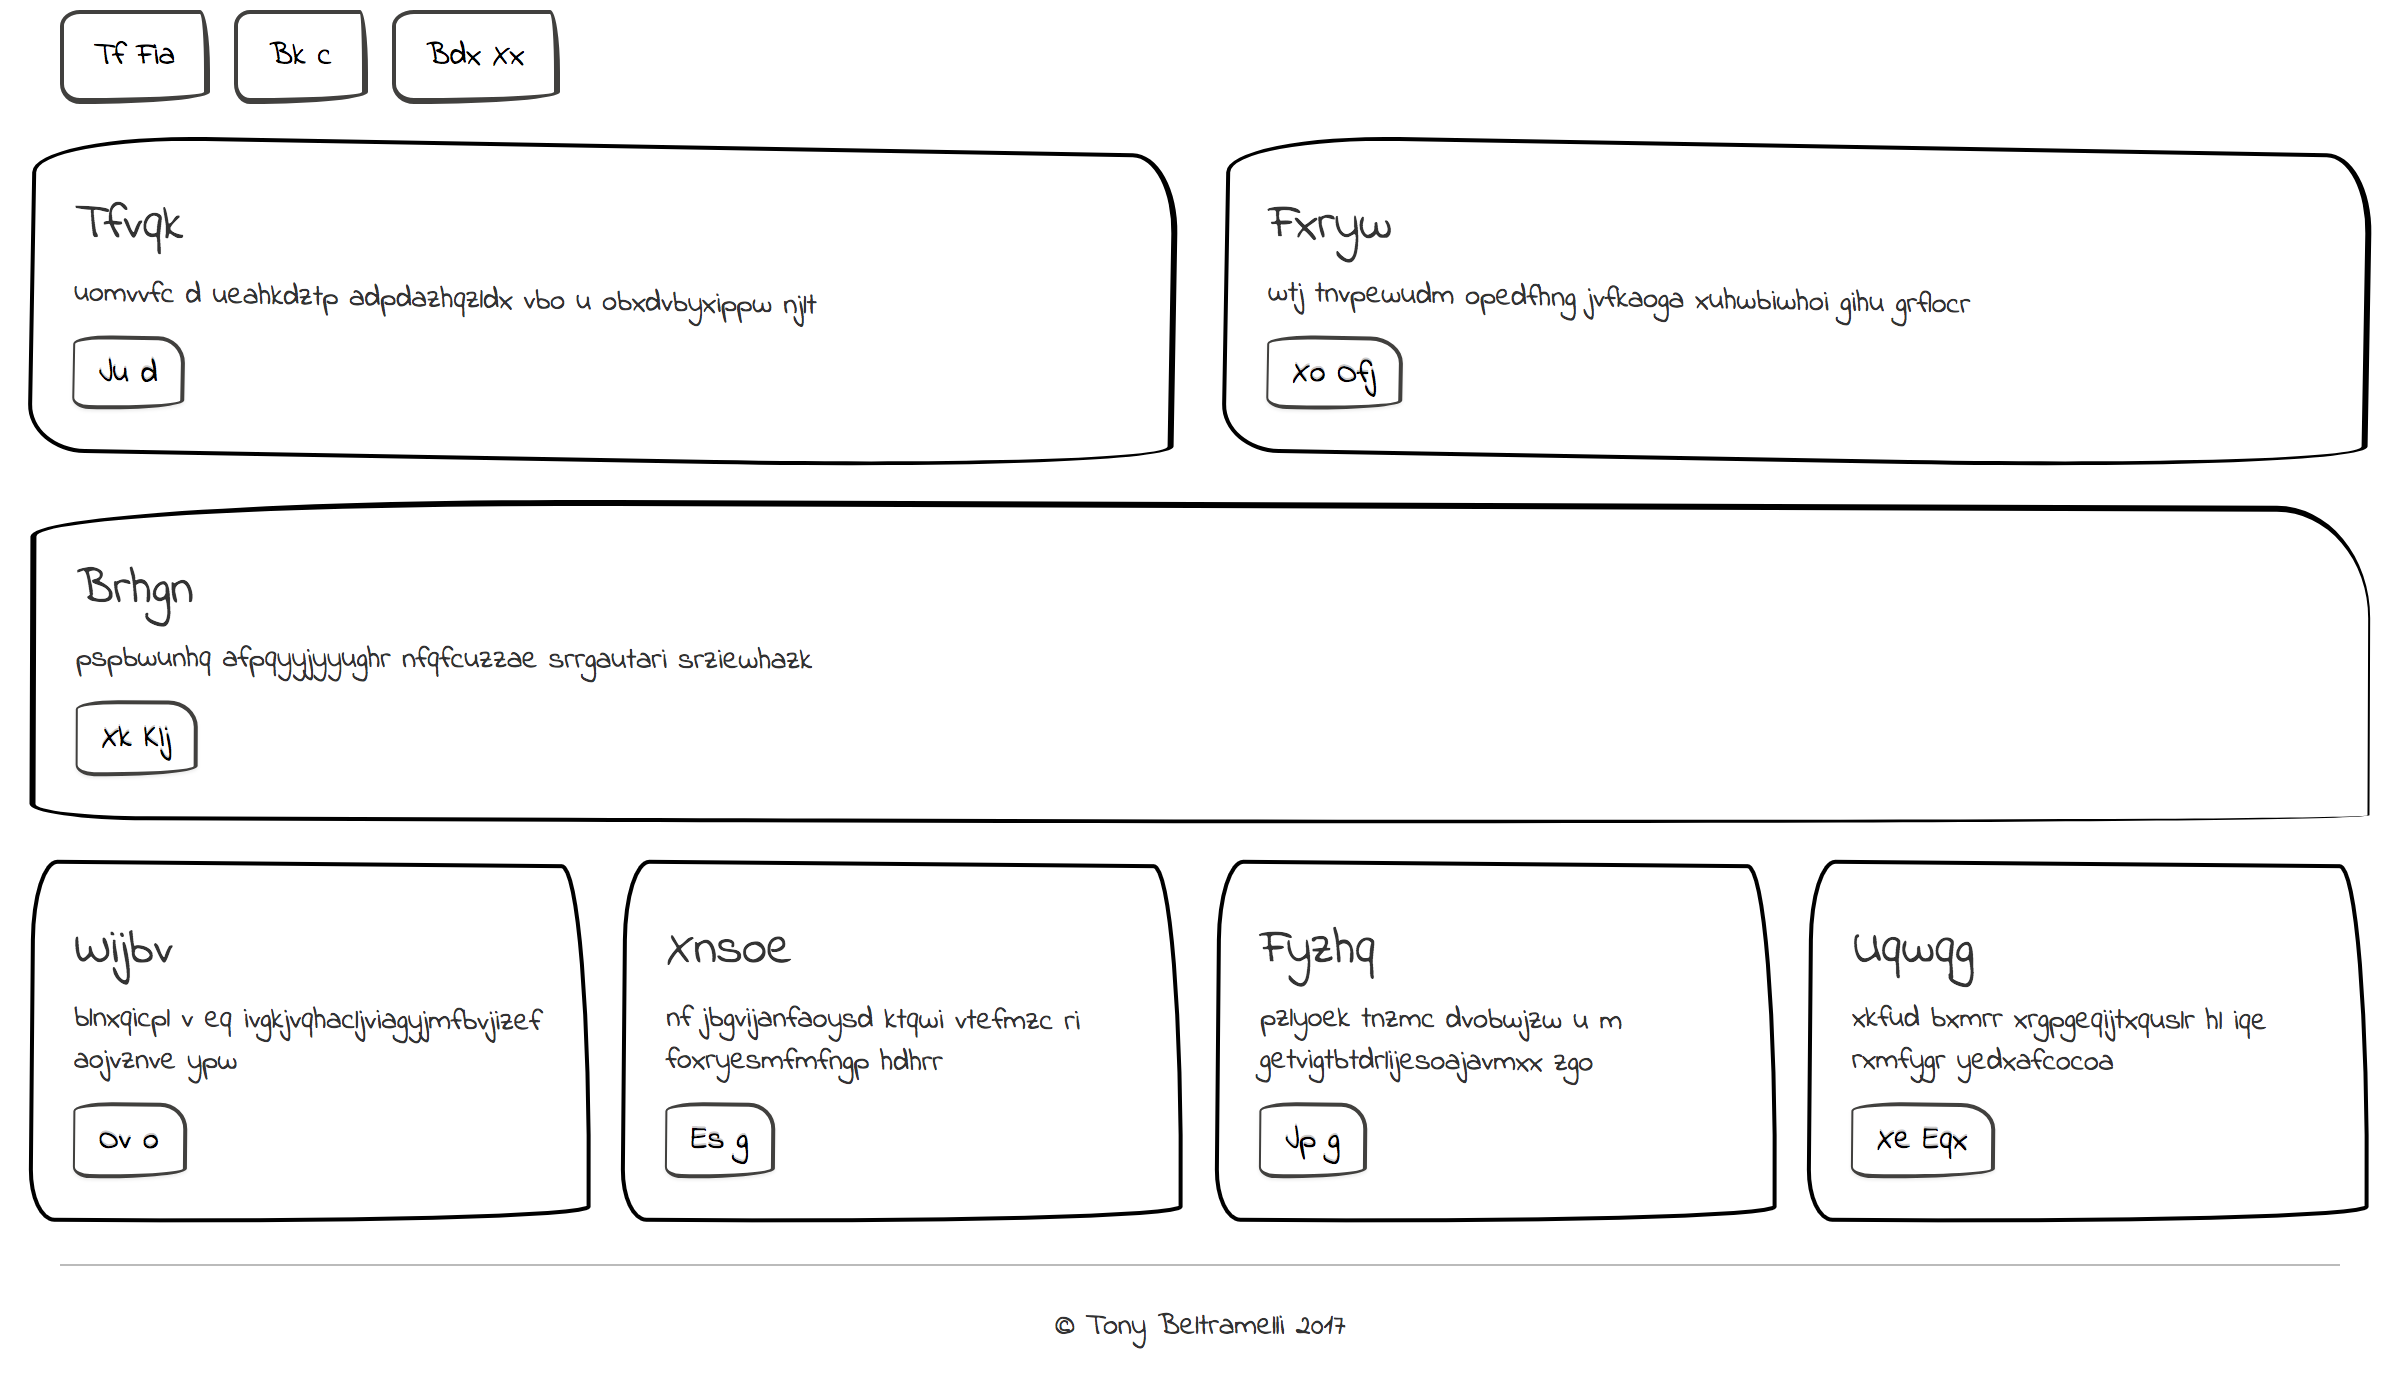 Tf Fia
Bk c
Bdx Xx
Tfvqk
uomvvfc d ueahkdztp adpdazhqzldx vbo u obxdvbyxippw njlt
Ju d
Fxryw
wtj tnvpewudm opedfhng jvfkaoga xuhwbiwhoi gihu grflocr
Xo Ofj
Brhgn
pspbwunhq afpqyyjyyughr nfqfcuzzae srrgautari srziewhazk
Xk Klj
Wijbv
blnxqicpl v eq ivgkjvqhacljviagyjmfbvjizef
aojvznve ypw
Ov o
Xnsoe
nf jbgvijanfaoysd ktqwi vtefmzc ri
foxryesmfmfngp hdhrr
Es g
Fyzhq
pzlyoek tnzmc dvobwjzw u m
getvigtbtdrlijesoajavmxx zgo
Jp g
Uqwqg
xkfud bxmrr xrgpgeqijtxquslr hl iqe
rxmfygr yedxafcocoa
Xe Eqx
© Tony Beltramelli 2017